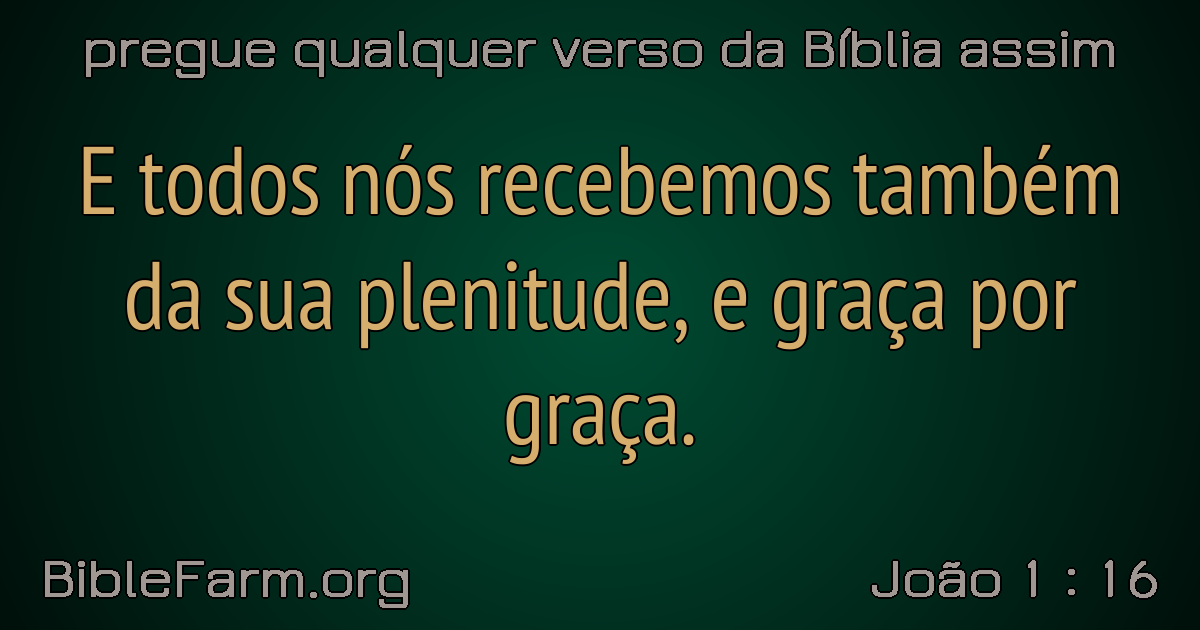 pregue qualquer verso da Bíblia assim
E todos nós recebemos também
da sua plenitude, e graça por
graça.
BibleFarm.org
João 1 : 16